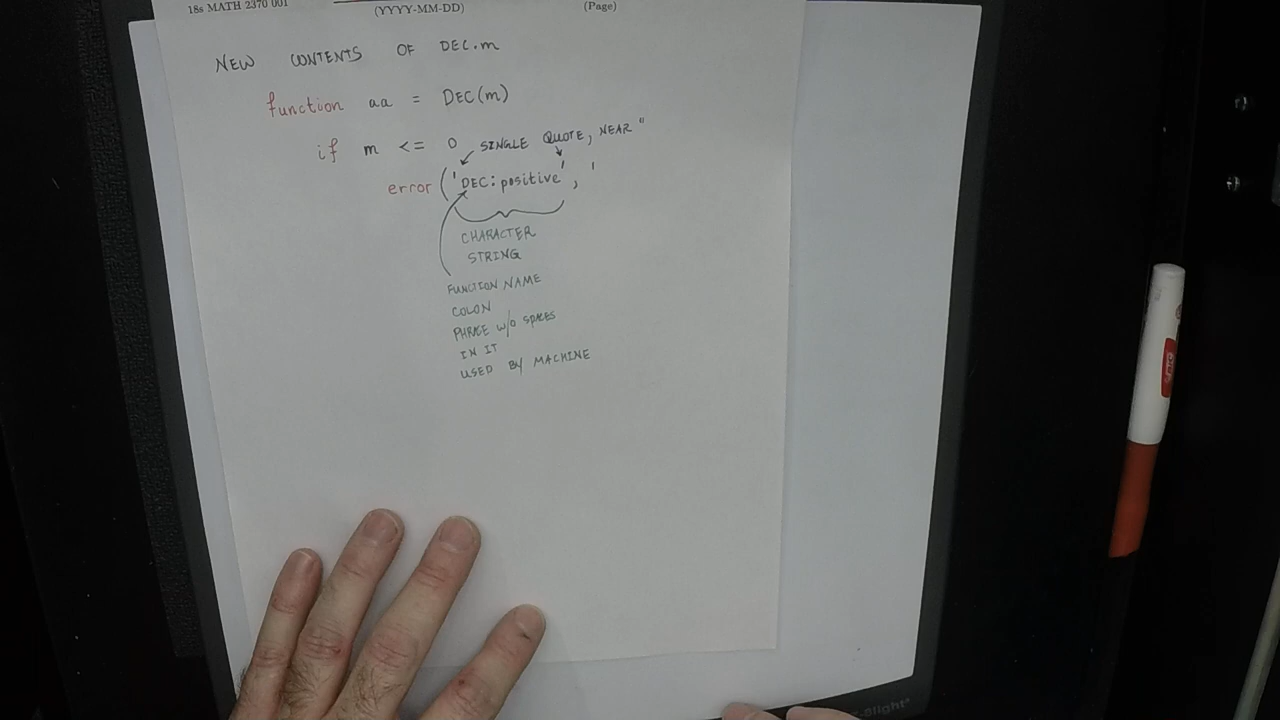 18s MATH 2370 001
(YYYY-MM-DD)
(Page)
NEW CONTENTS OF DEC.m
function aa = DEC(m)
if m <= 0
SINGLE QUOTE, NEAR "
error ('DEC:positive', '
CHARACTER
STRING
FUNCTION NAME
COLON
PHRASE w/o SPACES
IN IT
USED BY MACHINE